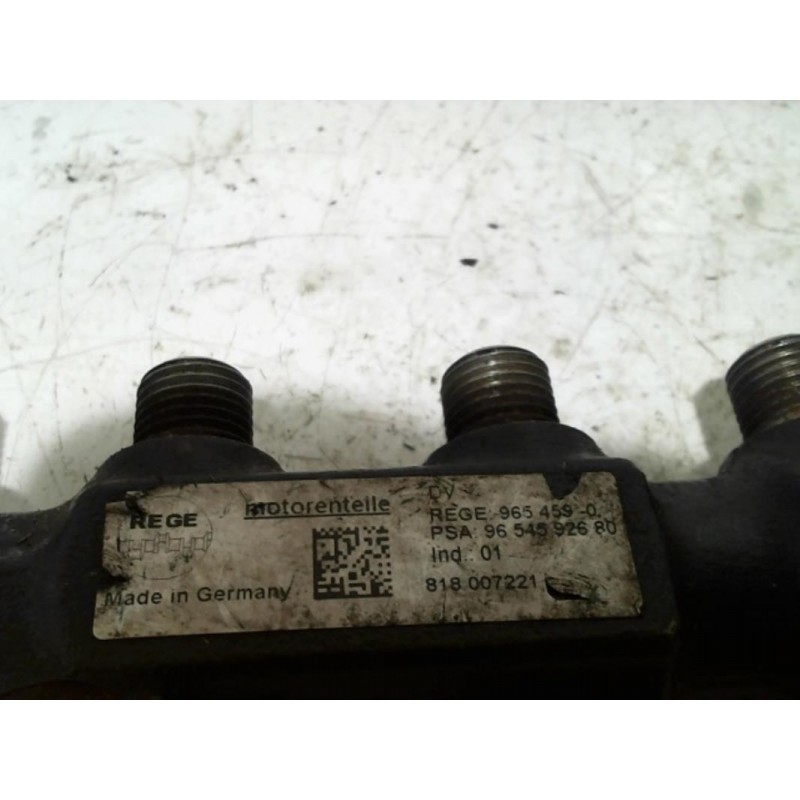 REGE
Made in Germany
motorenteile
DV
REGE 965 459 -0
PSA 96 545 926 80
Ind.: 01
818 007221